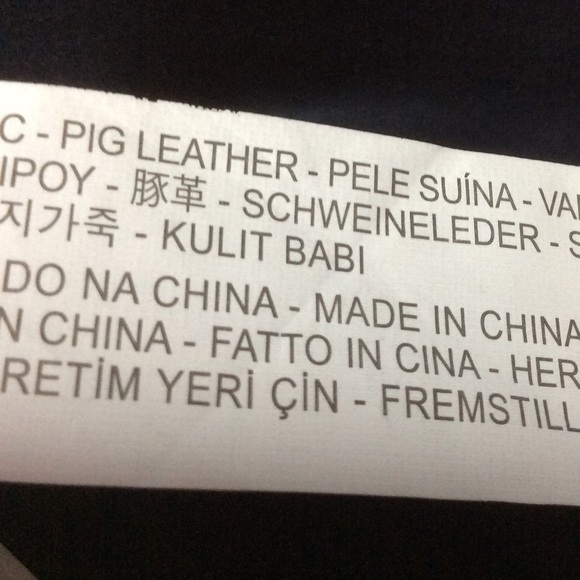 C - PIG LEATHER - PELE SUÍNA - VA
IPOY - 豚革 - SCHWEINELEDER - S
지가죽 - KULIT BABI
DO NA CHINA - MADE IN CHINA
N CHINA - FATTO IN CINA - HER
RETİM YERİ ÇİN - FREMSTILL